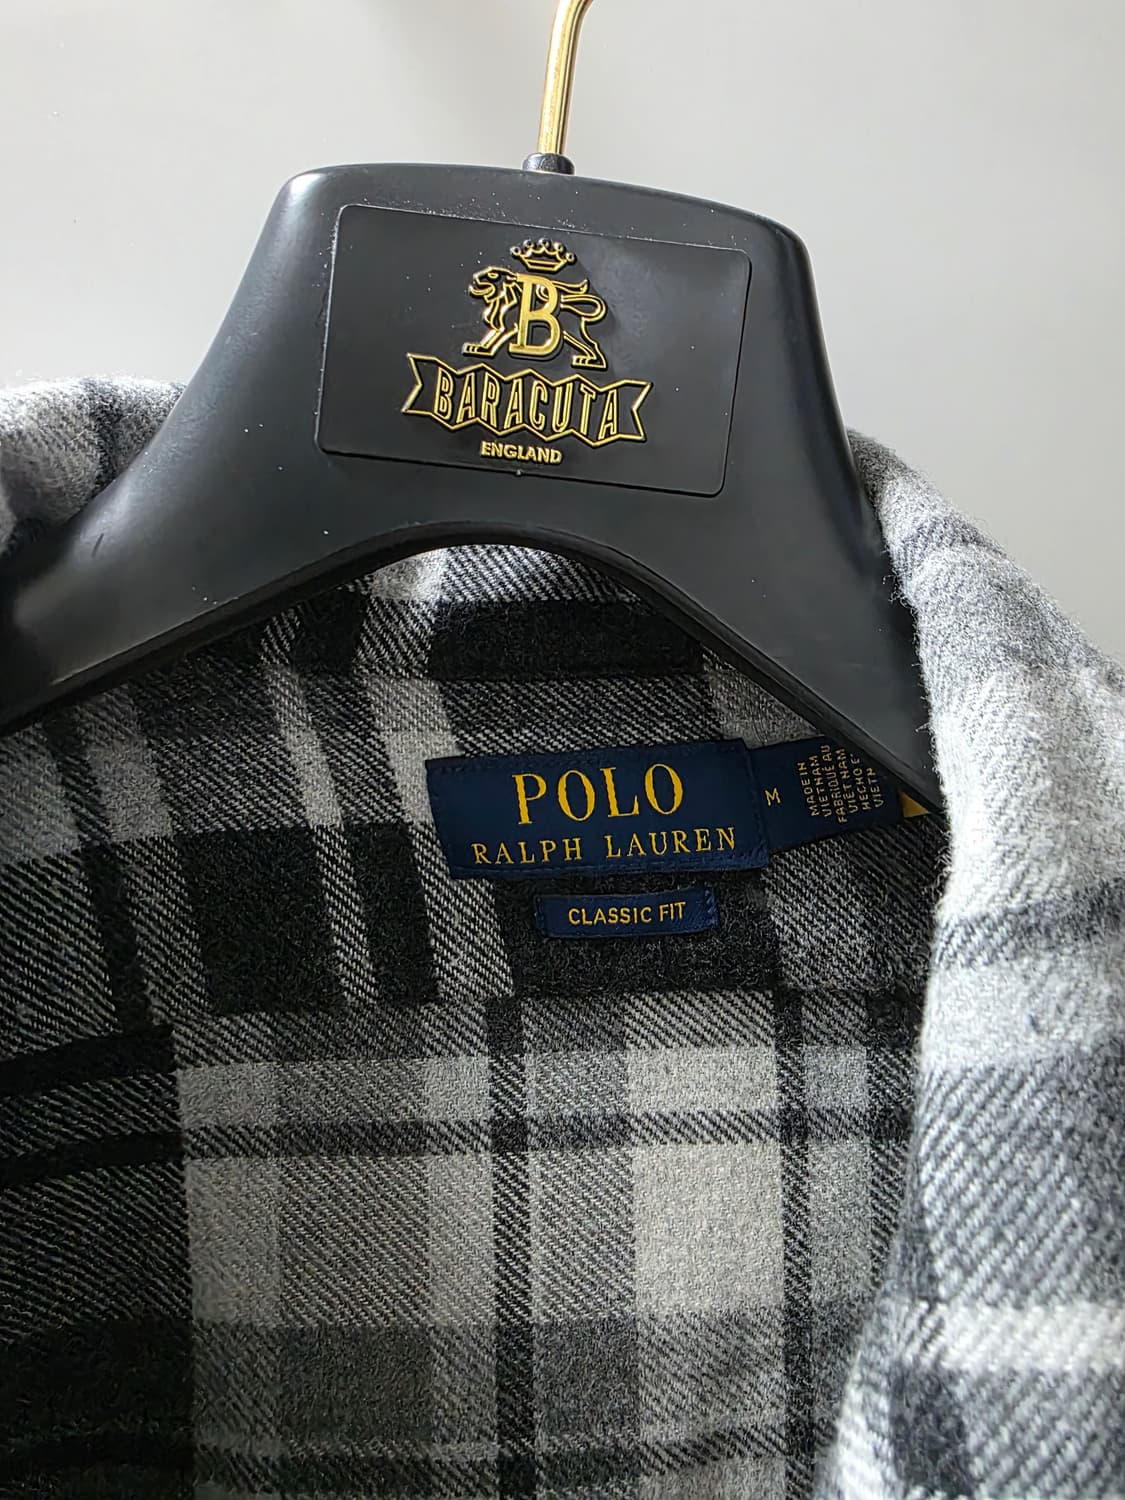 B
BARACUTA
ENGLAND
POLO
RALPH LAUREN
M
MADE IN
VIETNAM
FABRIQUÉ AU
VIETNAM
HECHO E
VIETN
CLASSIC FIT